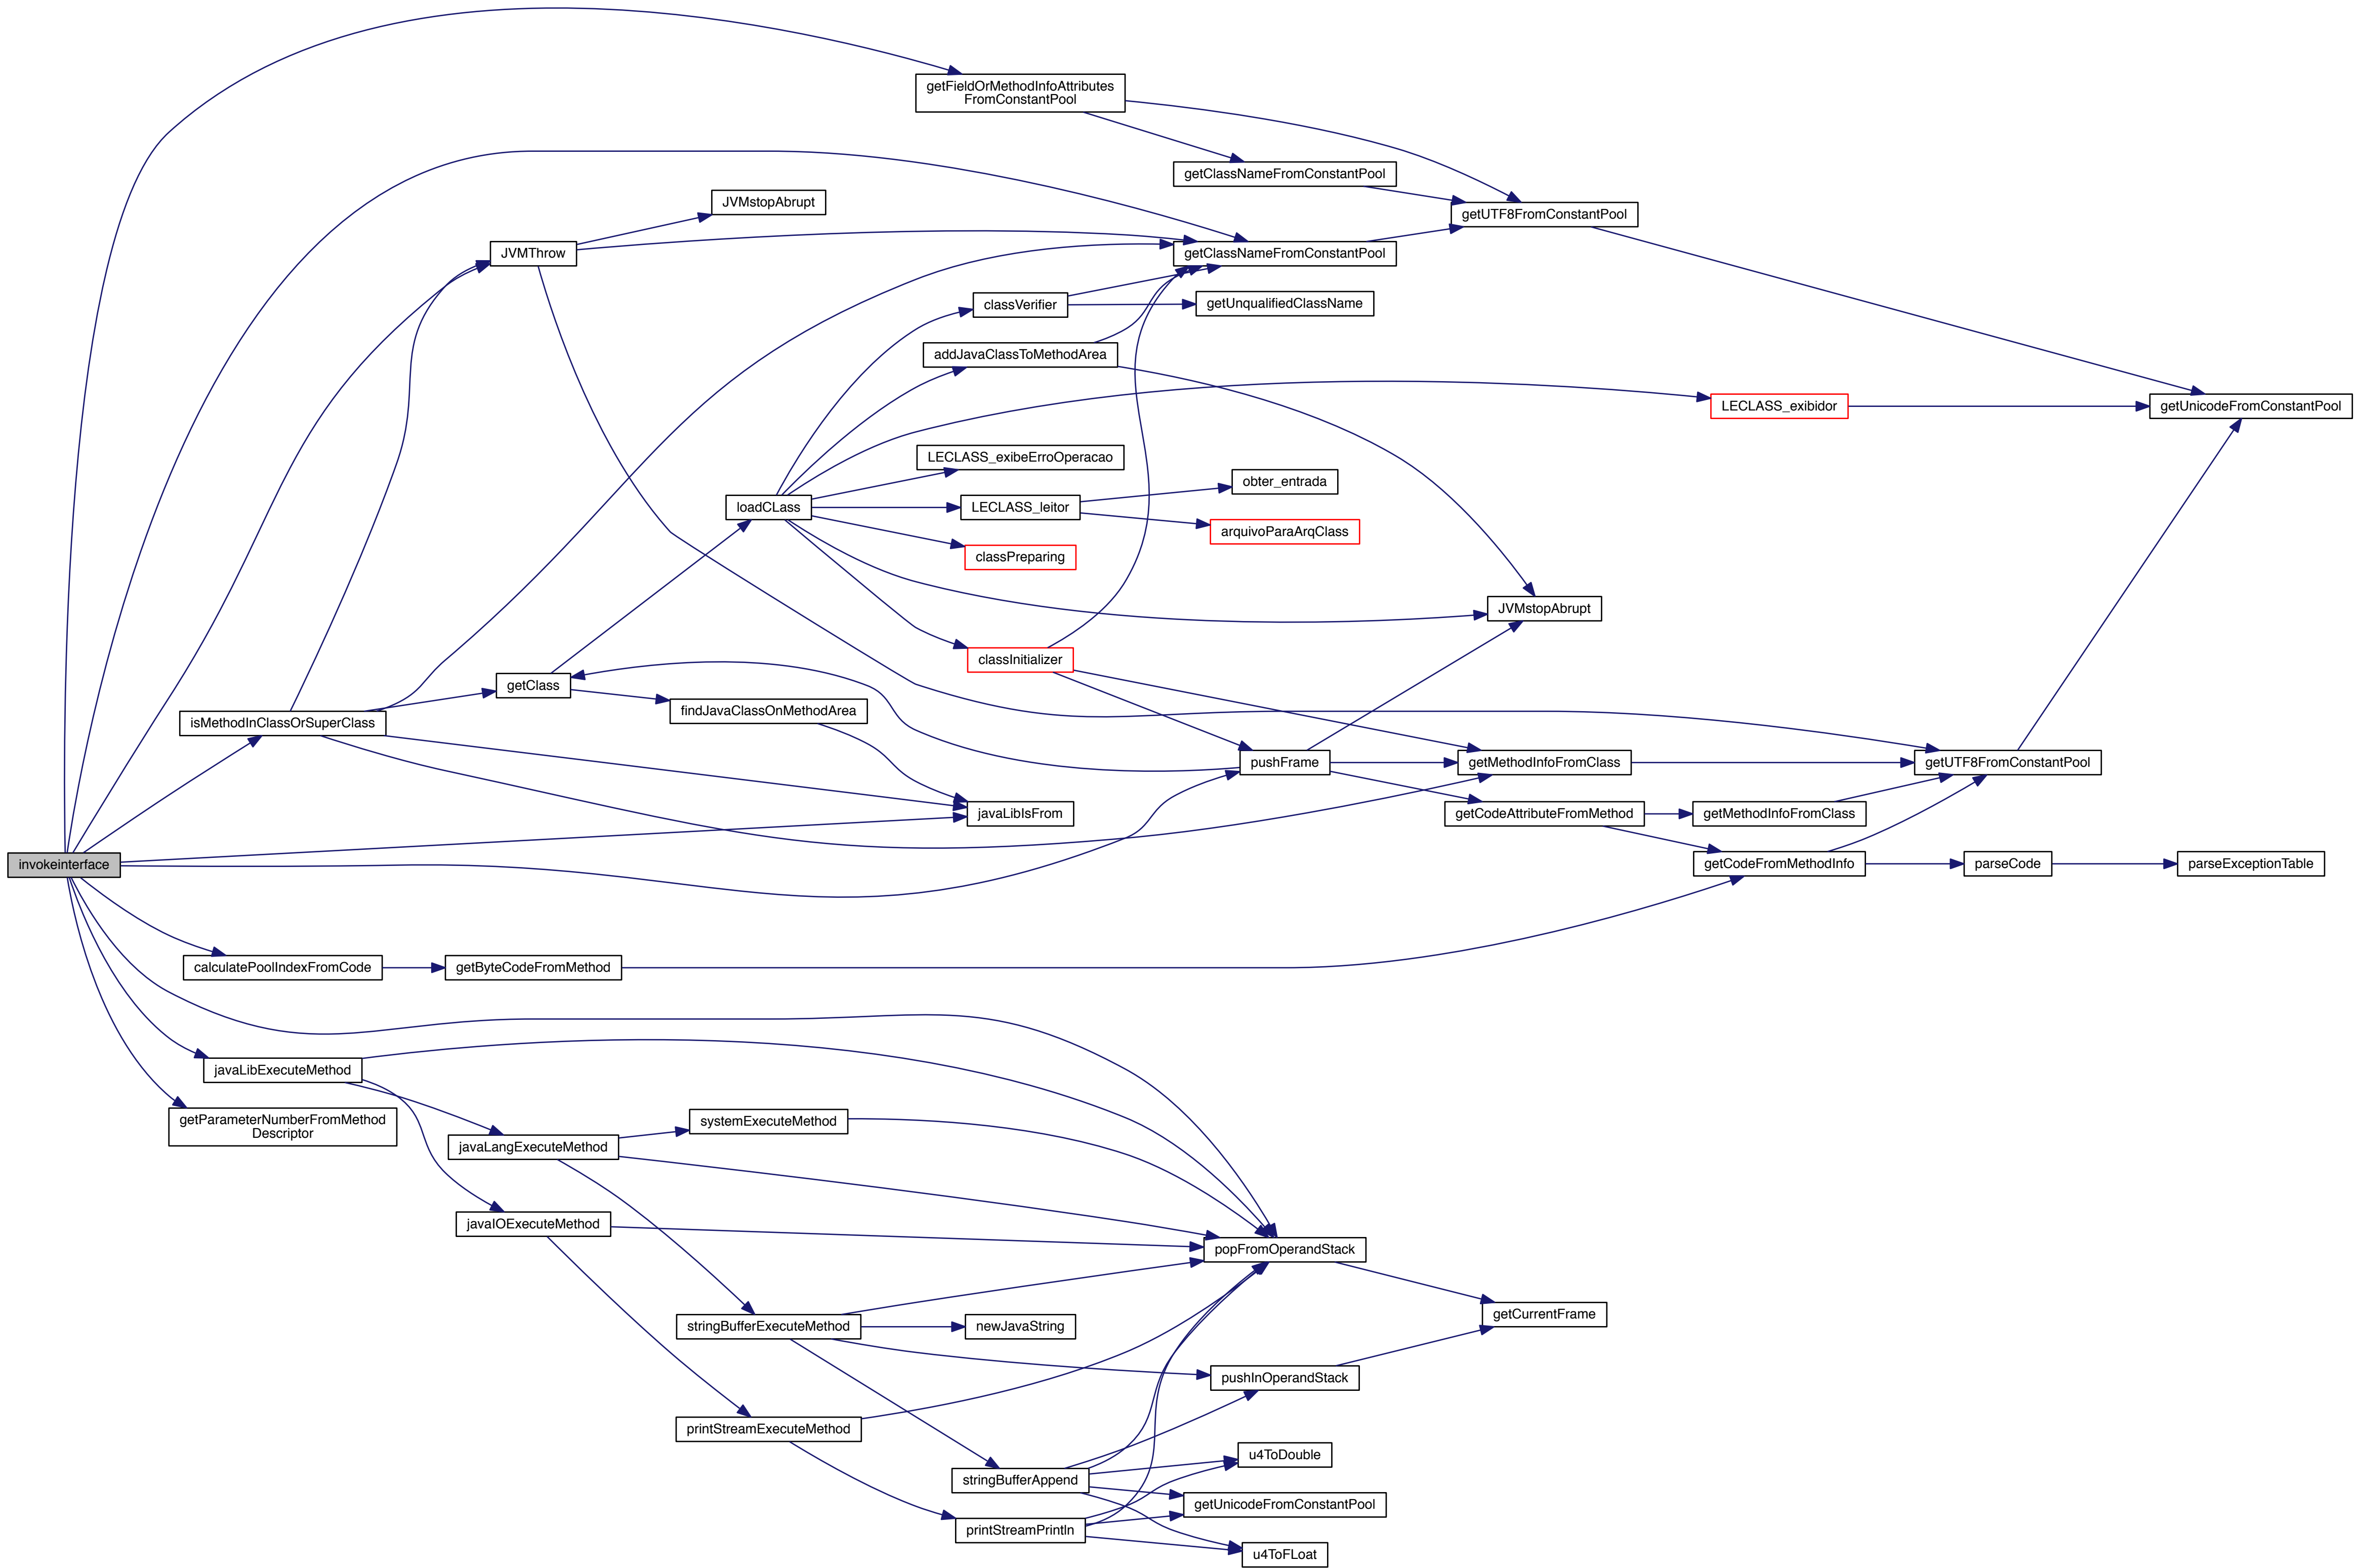 getFieldOrMethodInfoAttributes
FromConstantPool
getClassNameFromConstantPool
JVMstopAbrupt
getUTF8FromConstantPool
JVMThrow
getClassNameFromConstantPool
classVerifier
getUnqualifiedClassName
addJavaClassToMethodArea
LECLASS_exibidor
getUnicodeFromConstantPool
LECLASS_exibeErroOperacao
obter_entrada
loadCLass
LECLASS_leitor
arquivoParaArqClass
classPreparing
JVMstopAbrupt
classInitializer
getClass
findJavaClassOnMethodArea
isMethodInClassOrSuperClass
pushFrame
getMethodInfoFromClass
getUTF8FromConstantPool
javaLibIsFrom
getCodeAttributeFromMethod
getMethodInfoFromClass
invokeinterface
getCodeFromMethodInfo
parseCode
parseExceptionTable
calculatePoolIndexFromCode
getByteCodeFromMethod
javaLibExecuteMethod
getParameterNumberFromMethod
Descriptor
systemExecuteMethod
javaLangExecuteMethod
javaIOExecuteMethod
popFromOperandStack
getCurrentFrame
stringBufferExecuteMethod
newJavaString
pushInOperandStack
printStreamExecuteMethod
u4ToDouble
stringBufferAppend
getUnicodeFromConstantPool
printStreamPrintln
u4ToFLoat